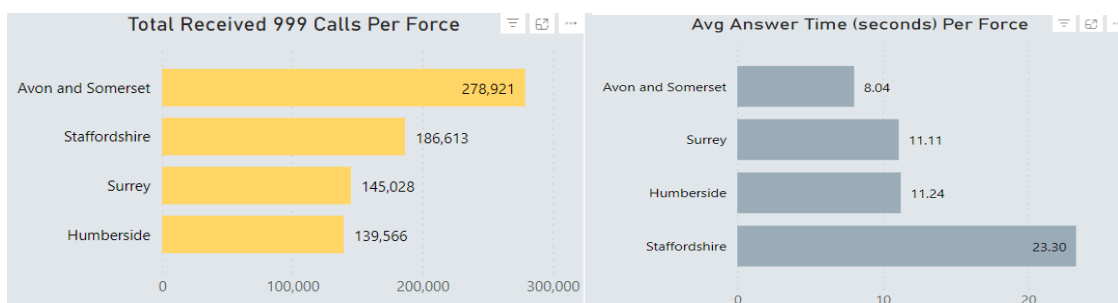 Total Received 999 Calls Per Force
Avon and Somerset
278,921
Staffordshire
186,613
Surrey
145,028
Humberside
139,566
0
100,000
200,000
300,000
Avg Answer Time (seconds) Per Force
Avon and Somerset
8.04
Surrey
11.11
Humberside
11.24
Staffordshire
23.30
0
10
20